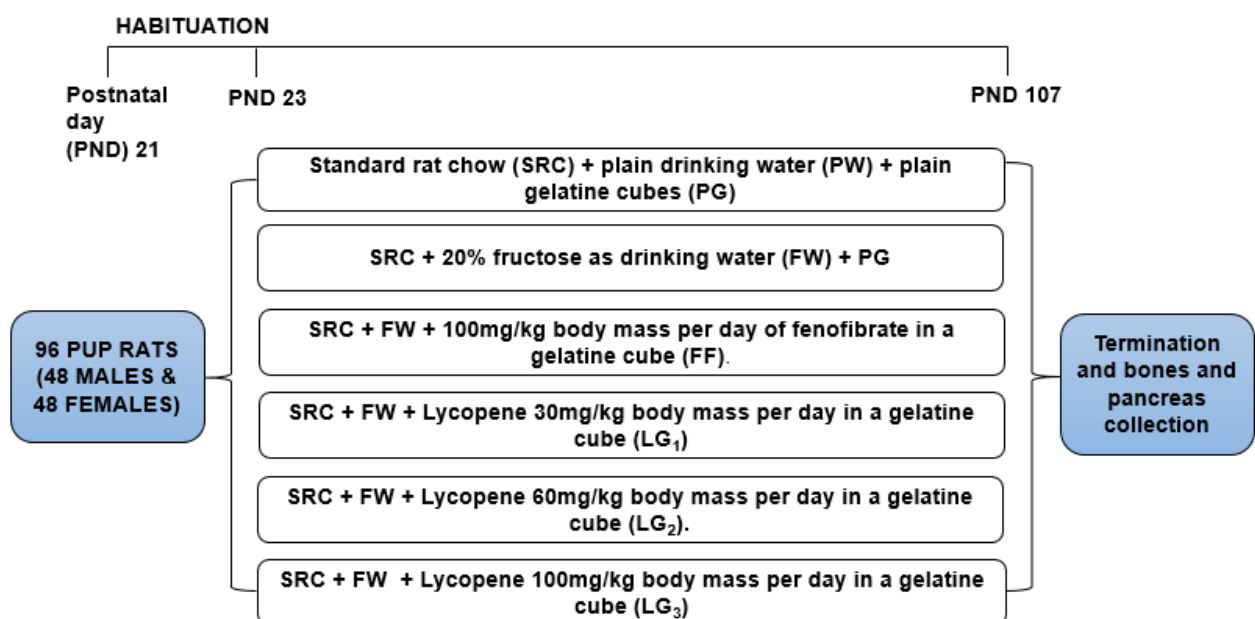 HABITUATION
Postnatal
day
(PND) 21
PND 23
PND 107
Standard rat chow (SRC) + plain drinking water (PW) + plain
gelatine cubes (PG)
SRC + 20% fructose as drinking water (FW) + PG
SRC + FW + 100mg/kg body mass per day of fenofibrate in a
gelatine cube (FF).
SRC + FW + Lycopene 30mg/kg body mass per day in a gelatine
cube (LG₁)
SRC + FW + Lycopene 60mg/kg body mass per day in a gelatine
cube (LG₂).
SRC + FW + Lycopene 100mg/kg body mass per day in a gelatine
cube (LG₃)
96 PUP RATS
(48 MALES &
48 FEMALES)
Termination
and bones and
pancreas
collection